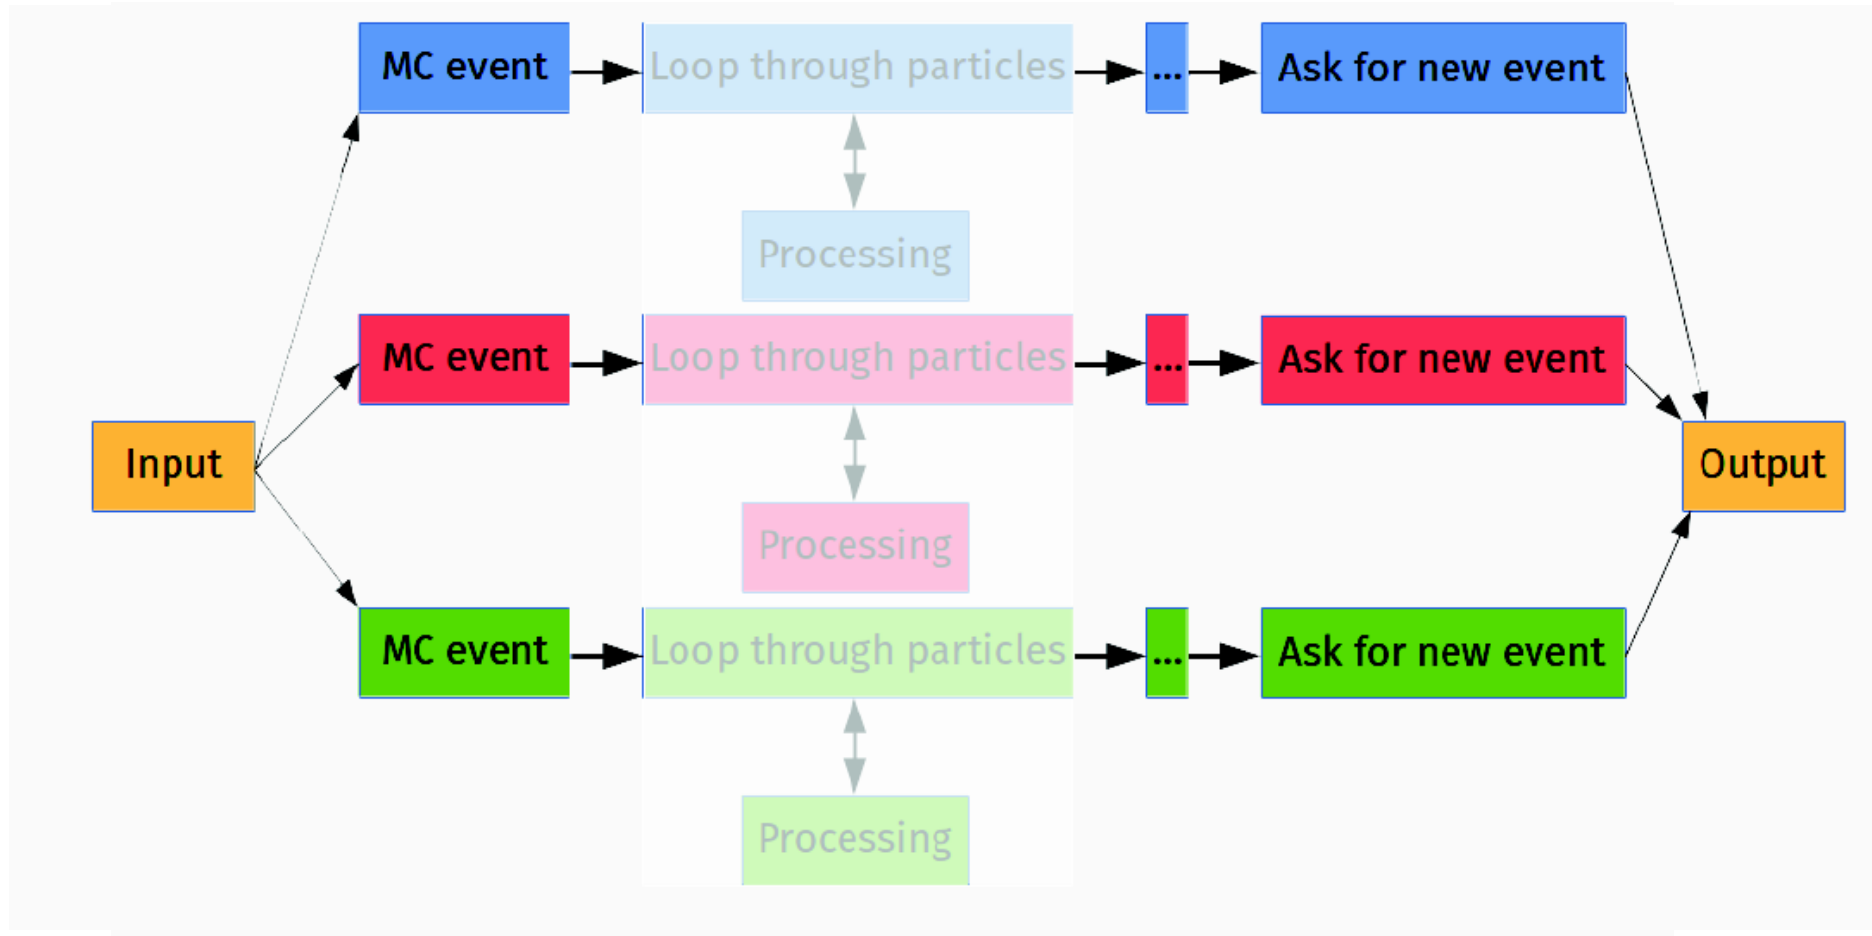 MC event
Loop through particles
...
Ask for new event
Processing
MC event
Loop through particles
...
Ask for new event
Input
Output
Processing
MC event
Loop through particles
...
Ask for new event
Processing